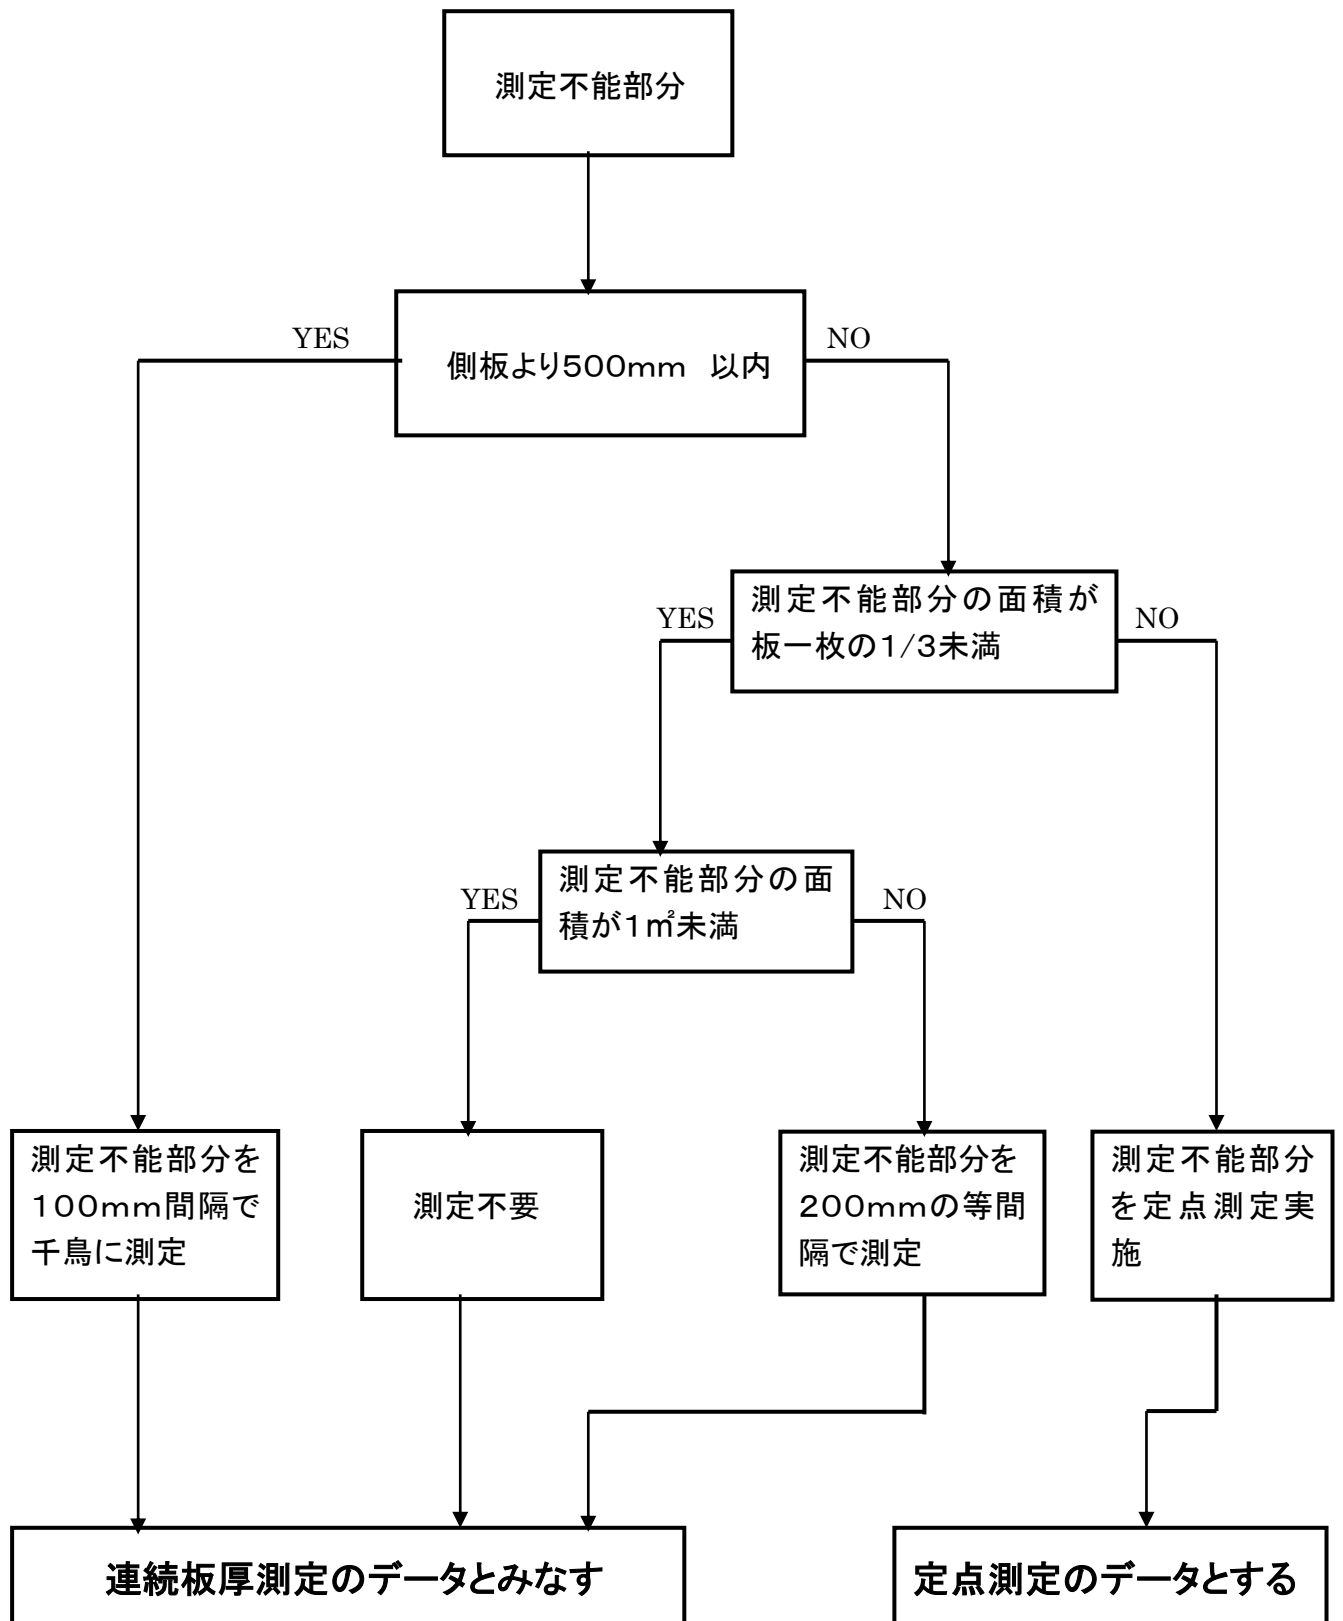 測定不能部分
YES
NO
側板より500mm　以内
測定不能部分の面積が
板一枚の1/3未満
YES
NO
測定不能部分の面
積が1㎡未満
YES
NO
測定不能部分を
100mm間隔で
千鳥に測定
測定不要
測定不能部分を
200mmの等間
隔で測定
測定不能部分
を定点測定実
施
連続板厚測定のデータとみなす
定点測定のデータとする